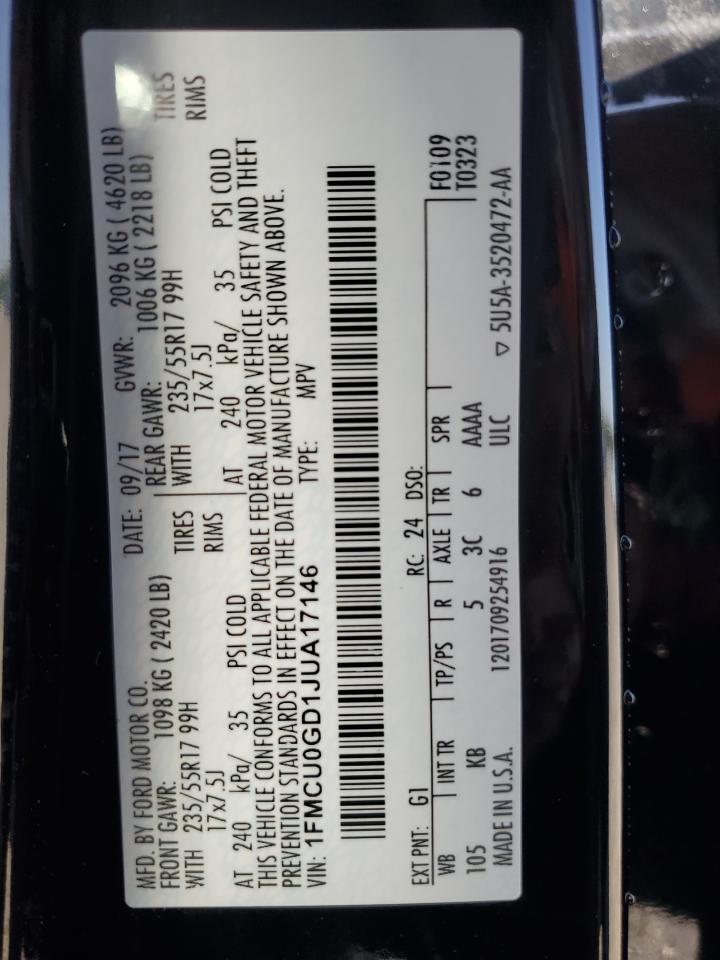 MFD. BY FORD MOTOR CO. DATE: 09/17 GVWR: 2096 KG ( 4620 LB)
FRONT GAWR: 1098 KG ( 2420 LB) REAR GAWR: 1006 KG ( 2218 LB)
WITH 235/55R17 99H TIRES WITH 235/55R17 99H TIRES
17x7.5J RIMS 17x7.5J RIMS
AT 240 kPa/ 35 PSI COLD AT 240 kPa/ 35 PSI COLD
THIS VEHICLE CONFORMS TO ALL APPLICABLE FEDERAL MOTOR VEHICLE SAFETY AND THEFT
PREVENTION STANDARDS IN EFFECT ON THE DATE OF MANUFACTURE SHOWN ABOVE.
VIN: 1FMCU0GD1JUA17146 TYPE: MPV
EXT PNT: G1 RC: 24 DSO: F0109
WB INT TR TP/PS R AXLE TR SPR T0323
105 KB 5 3C 6 AAAA
MADE IN U.S.A. 1201709254916 ULC ▽ 5U5A-3520472-AA